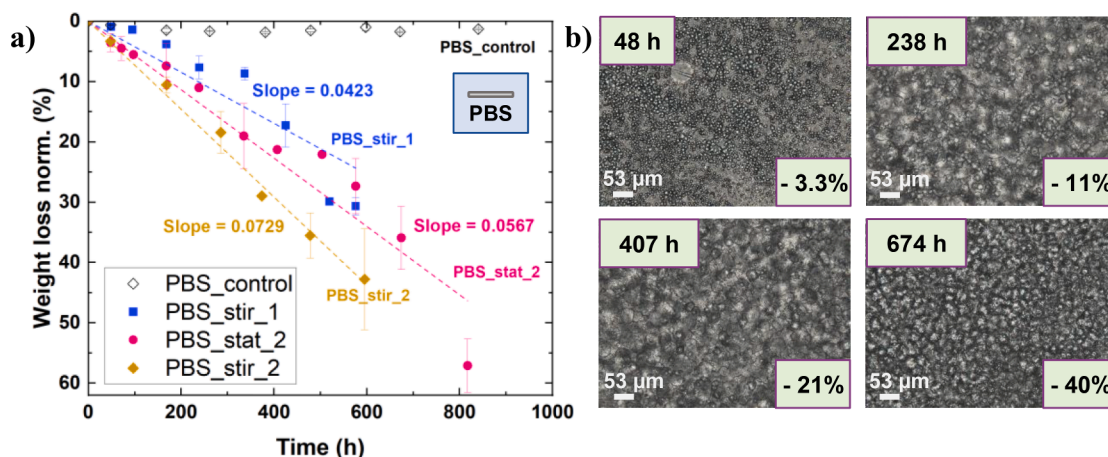 a)
Weight loss norm. (%)
0
10
20
30
40
50
60
PBS_control
PBS
Slope = 0.0423
PBS_stir_1
Slope = 0.0729
Slope = 0.0567
PBS_stat_2
PBS_stir_2
PBS_control
PBS_stir_1
PBS_stat_2
PBS_stir_2
0 200 400 600 800 1000
Time (h)
b)
48 h
53 µm
- 3.3%
238 h
53 µm
- 11%
407 h
53 µm
- 21%
674 h
53 µm
- 40%